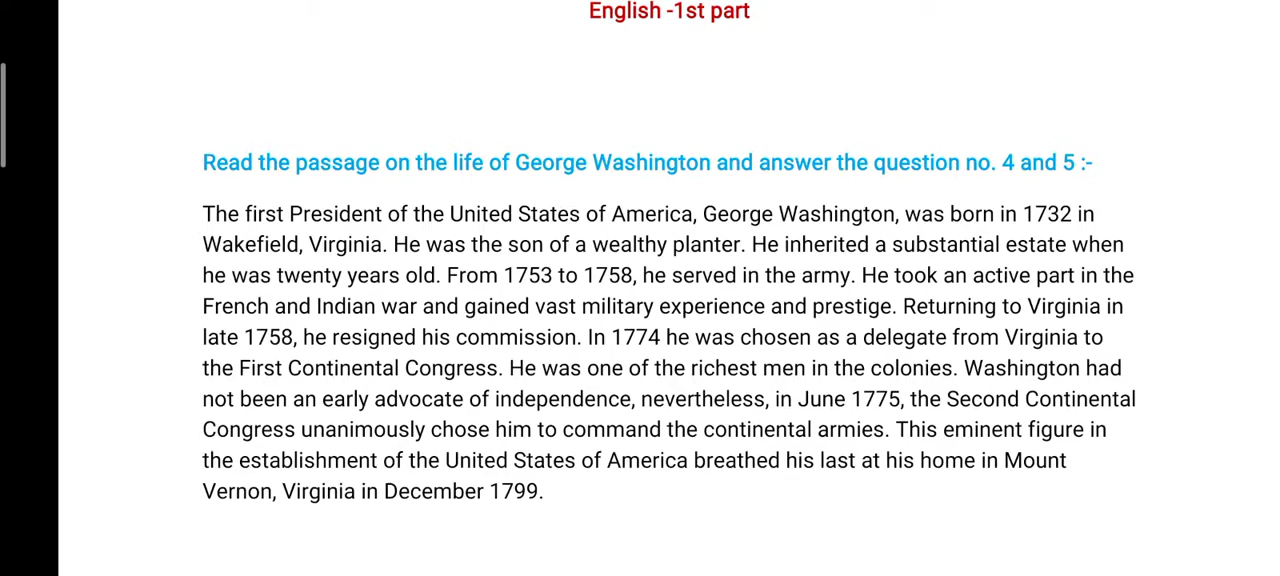 English -1st part
Read the passage on the life of George Washington and answer the question no. 4 and 5 :-
The first President of the United States of America, George Washington, was born in 1732 in
Wakefield, Virginia. He was the son of a wealthy planter. He inherited a substantial estate when
he was twenty years old. From 1753 to 1758, he served in the army. He took an active part in the
French and Indian war and gained vast military experience and prestige. Returning to Virginia in
late 1758, he resigned his commission. In 1774 he was chosen as a delegate from Virginia to
the First Continental Congress. He was one of the richest men in the colonies. Washington had
not been an early advocate of independence, nevertheless, in June 1775, the Second Continental
Congress unanimously chose him to command the continental armies. This eminent figure in
the establishment of the United States of America breathed his last at his home in Mount
Vernon, Virginia in December 1799.